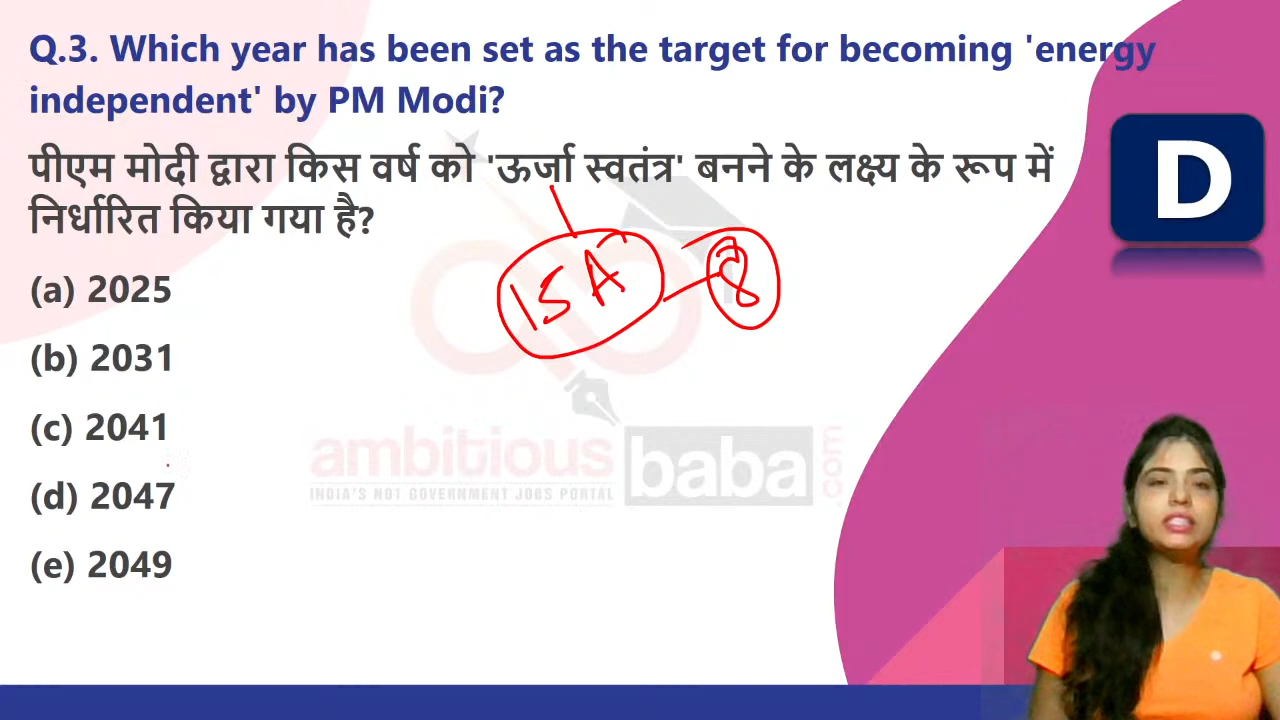 Q.3. Which year has been set as the target for becoming 'energy
independent' by PM Modi?
पीएम मोदी द्वारा किस वर्ष को 'ऊर्जा स्वतंत्र' बनने के लक्ष्य के रूप में
निर्धारित किया गया है?
D
ISA
8
(a) 2025
(b) 2031
(c) 2041
(d) 2047
(e) 2049
ambitious baba .com
INDIA'S NO1 GOVERNMENT JOBS PORTAL